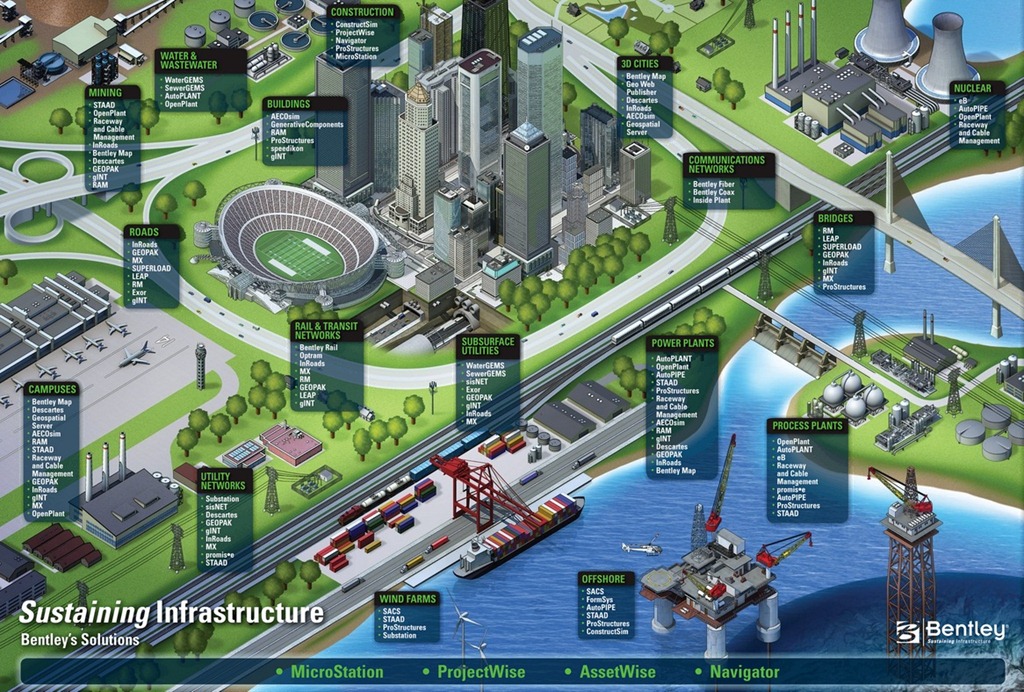 CONSTRUCTION
• ConstructSim
• ProjectWise
• Navigator
• ProStructures
• MicroStation
WATER &
WASTEWATER
• WaterGEMS
• SewerGEMS
• AutoPLANT
• OpenPlant
MINING
• STAAD
• OpenPlant
• Raceway
and Cable
Management
• InRoads
• Bentley Map
• Descartes
• GEOPAK
• gINT
• RAM
BUILDINGS
• AECOsim
• GenerativeComponents
• RAM
• ProStructures
• speedikon
• gINT
3D CITIES
• Bentley Map
• Geo Web
Publisher
• Descartes
• InRoads
• AECOsim
• Geospatial
Server
NUCLEAR
• eB
• AutoPIPE
• OpenPlant
• Raceway
and Cable
Management
COMMUNICATIONS
NETWORKS
• Bentley Fiber
• Bentley Coax
• Inside Plant
BRIDGES
• RM
• LEAP
• SUPERLOAD
• GEOPAK
• InRoads
• gINT
• MX
• ProStructures
ROADS
• InRoads
• GEOPAK
• MX
• SUPERLOAD
• LEAP
• RM
• Exor
• gINT
RAIL & TRANSIT
NETWORKS
• Bentley Rail
• Optram
• InRoads
• MX
• RM
• GEOPAK
• LEAP
• gINT
SUBSURFACE
UTILITIES
• WaterGEMS
• SewerGEMS
• sisNET
• Exor
• GEOPAK
• gINT
• InRoads
• MX
POWER PLANTS
• AutoPLANT
• OpenPlant
• AutoPIPE
• STAAD
• ProStructures
• Raceway
and Cable
Management
• AECOsim
• RAM
• gINT
• Descartes
• GEOPAK
• InRoads
• Bentley Map
CAMPUSES
• Bentley Map
• Descartes
• Geospatial
Server
• AECOsim
• RAM
• STAAD
• Raceway
and Cable
Management
• GEOPAK
• InRoads
• gINT
• MX
• OpenPlant
PROCESS PLANTS
• OpenPlant
• AutoPLANT
• eB
• Raceway
and Cable
Management
• promis•e
• AutoPIPE
• ProStructures
• STAAD
UTILITY
NETWORKS
• Substation
• sisNET
• Descartes
• GEOPAK
• gINT
• InRoads
• MX
• promis•e
• STAAD
WIND FARMS
• SACS
• STAAD
• ProStructures
• Substation
OFFSHORE
• SACS
• FormSys
• AutoPIPE
• STAAD
• ProStructures
• ConstructSim
Sustaining Infrastructure
Bentley's Solutions
Bentley
Sustaining Infrastructure
• MicroStation • ProjectWise • AssetWise • Navigator